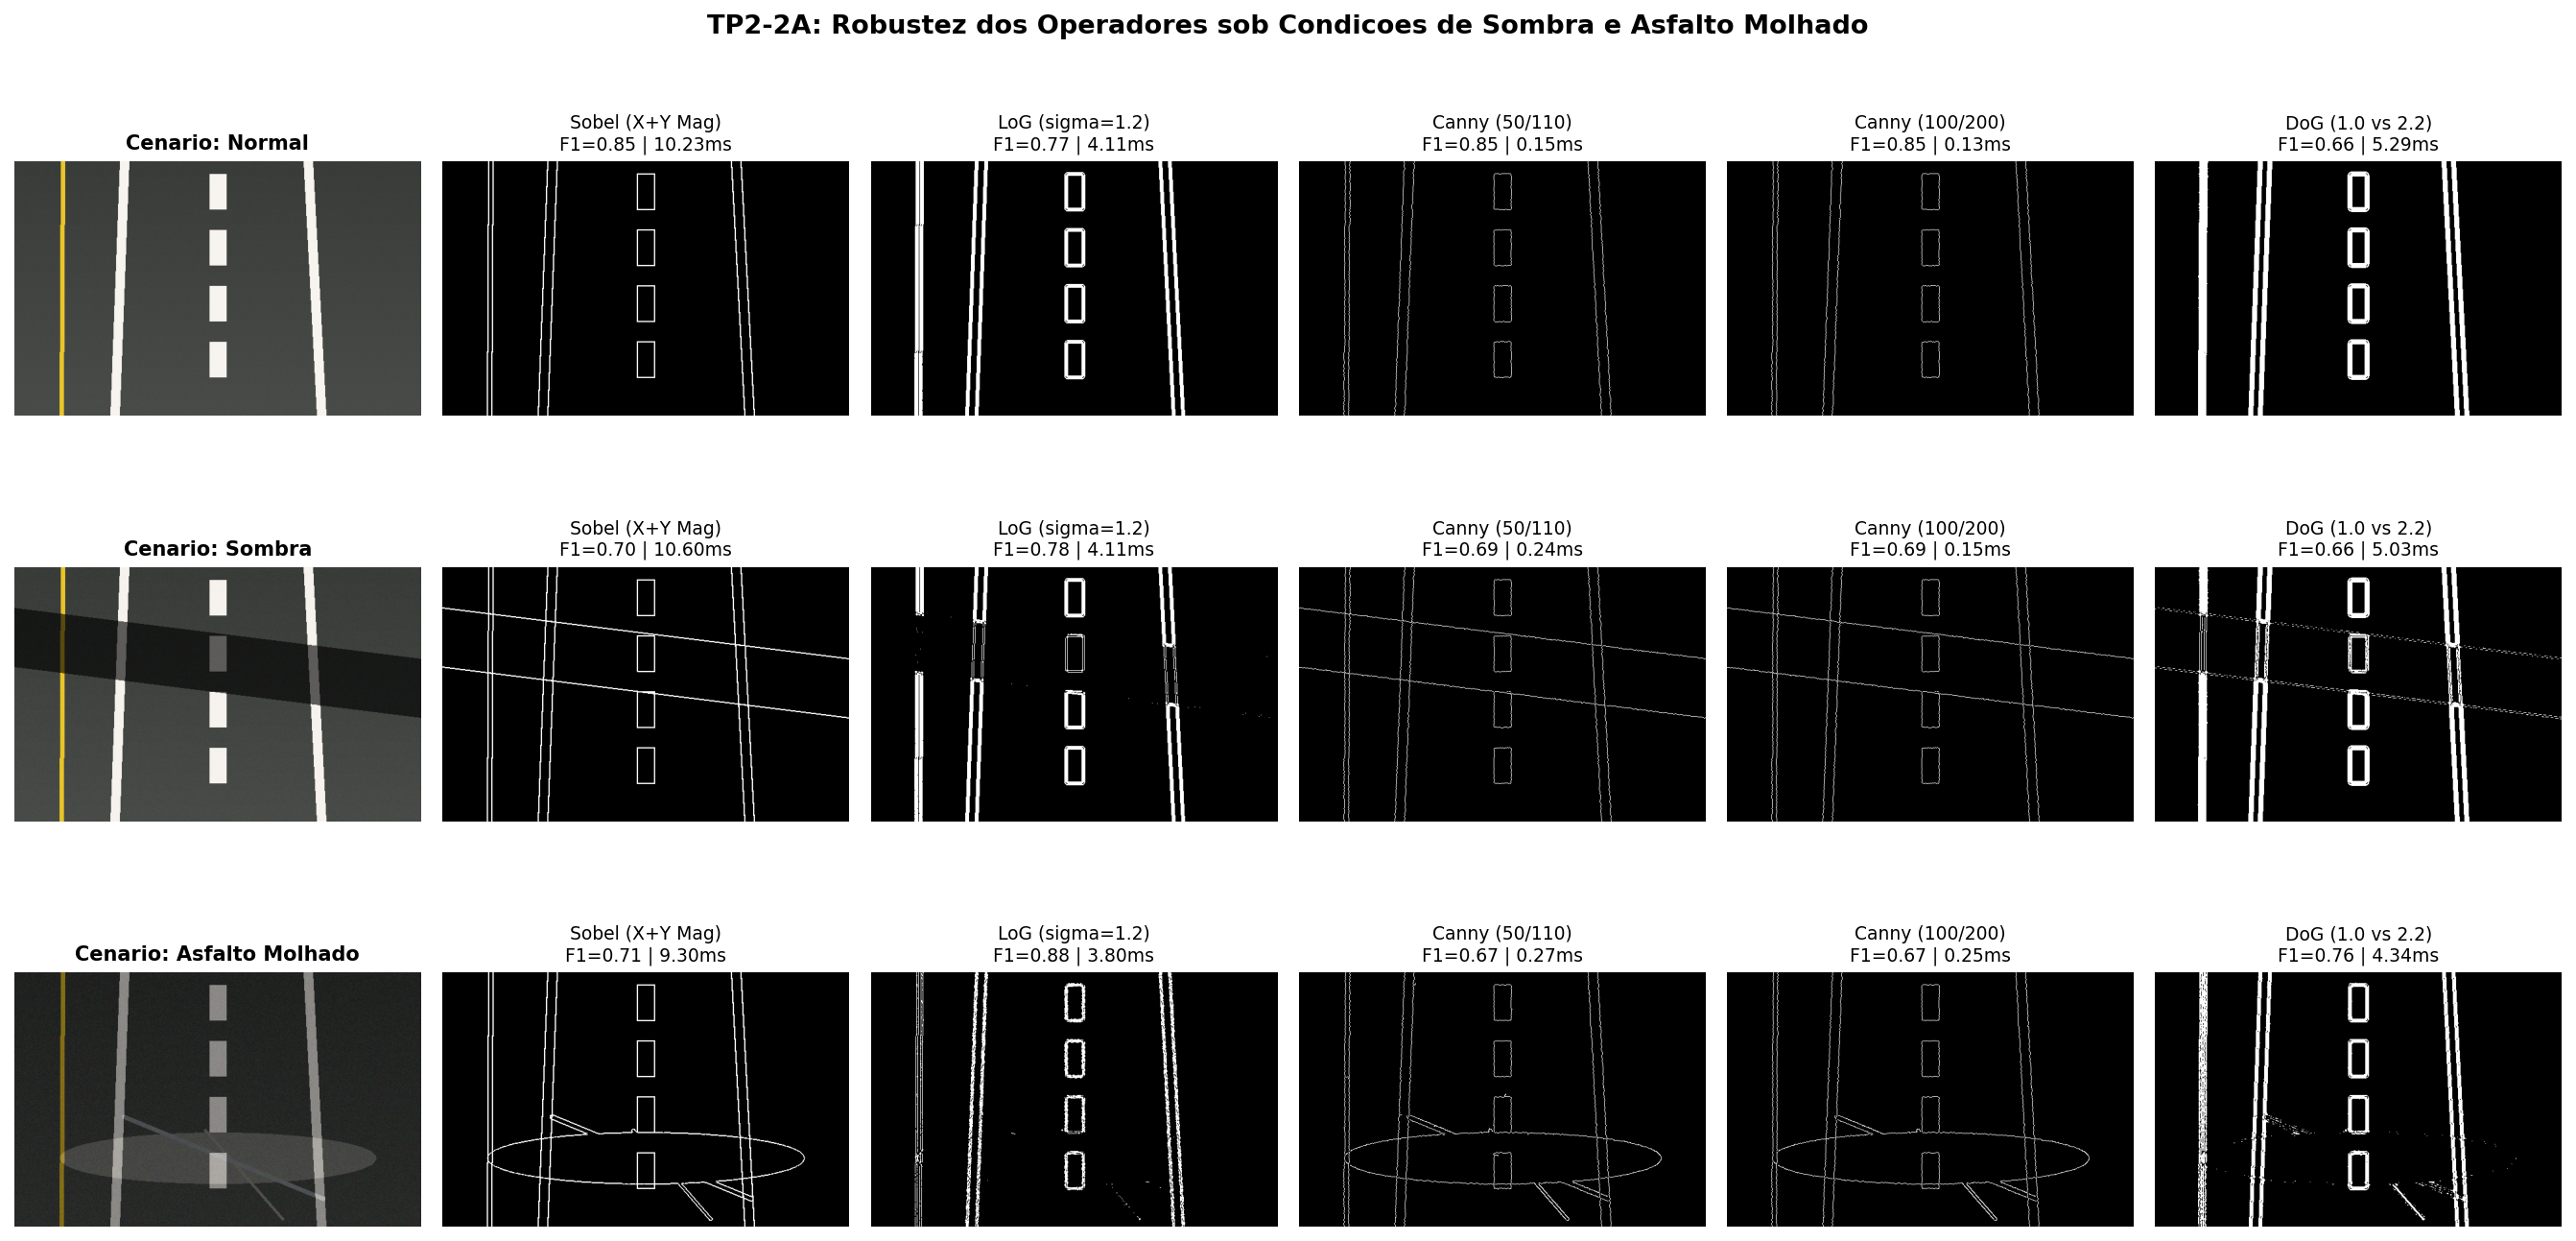 TP2-2A: Robustez dos Operadores sob Condicoes de Sombra e Asfalto Molhado
Cenario: Normal
Sobel (X+Y Mag)
F1=0.85 | 10.23ms
LoG (sigma=1.2)
F1=0.77 | 4.11ms
Canny (50/110)
F1=0.85 | 0.15ms
Canny (100/200)
F1=0.85 | 0.13ms
DoG (1.0 vs 2.2)
F1=0.66 | 5.29ms
Cenario: Sombra
Sobel (X+Y Mag)
F1=0.70 | 10.60ms
LoG (sigma=1.2)
F1=0.78 | 4.11ms
Canny (50/110)
F1=0.69 | 0.24ms
Canny (100/200)
F1=0.69 | 0.15ms
DoG (1.0 vs 2.2)
F1=0.66 | 5.03ms
Cenario: Asfalto Molhado
Sobel (X+Y Mag)
F1=0.71 | 9.30ms
LoG (sigma=1.2)
F1=0.88 | 3.80ms
Canny (50/110)
F1=0.67 | 0.27ms
Canny (100/200)
F1=0.67 | 0.25ms
DoG (1.0 vs 2.2)
F1=0.76 | 4.34ms